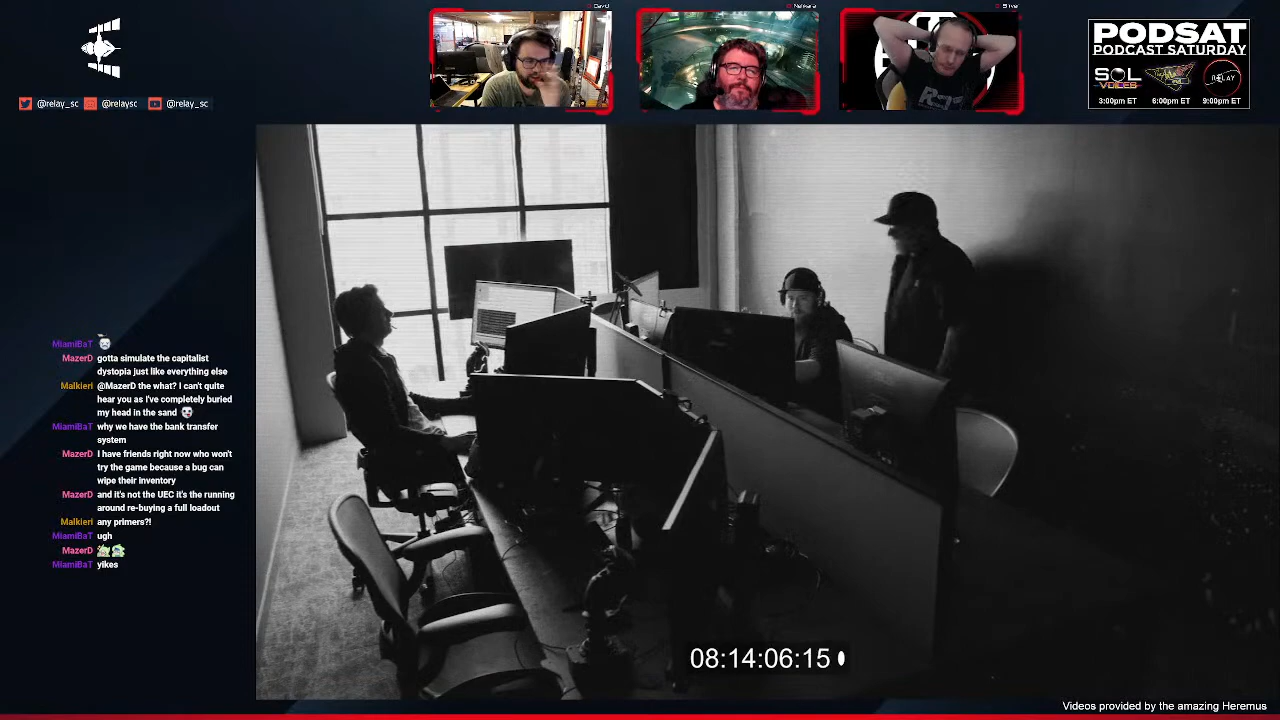 David
PODSAT
PODCAST SATURDAY
SOL
VOICES
RELAY
3:00pm ET 6:00pm ET 9:00pm ET
@relay_sc @relaysc @relay_sc
MiamiBaT
MazerD gotta simulate the capitalist
dystopia just like everything else
Malkieri @MazerD the what? I can't quite
hear you as I've completely buried
my head in the sand
MiamiBaT why we have the bank transfer
system
MazerD I have friends right now who won't
try the game because a bug can
wipe their inventory
MazerD and it's not the UEC it's the running
around re-buying a full loadout
Malkieri any primers?!
MiamiBaT ugh
MazerD
MiamiBaT yikes
08:14:06:15
Videos provided by the amazing Heremus